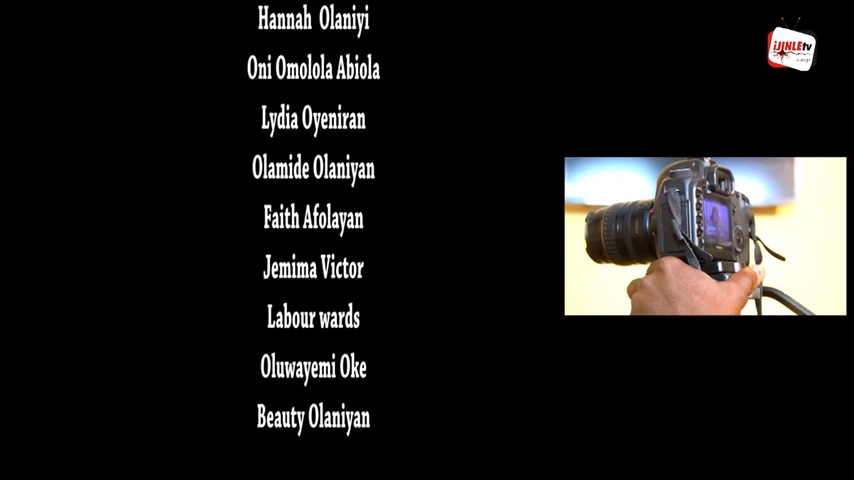 Hannah Olaniyi
Oni Omolola Abiola
Lydia Oyeniran
Olamide Olaniyan
Faith Afolayan
Jemima Victor
Labour wards
Oluwayemi Oke
Beauty Olaniyan
iJINLEtv